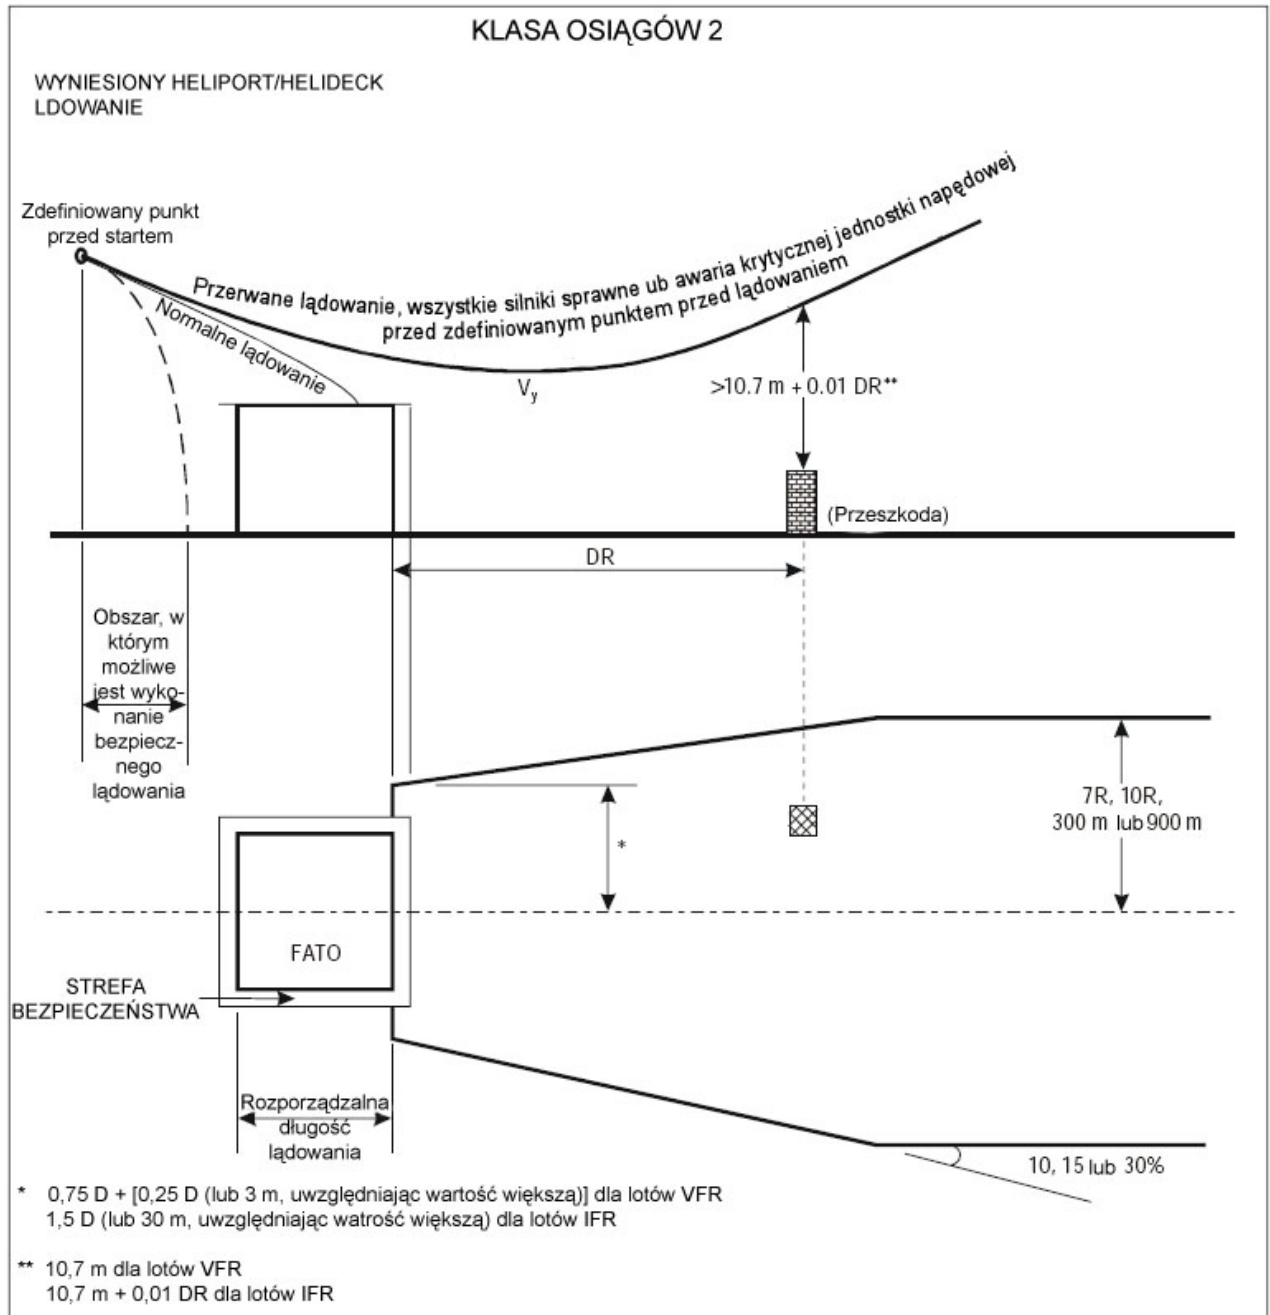 KLASA OSIĄGÓW 2
WYNIESIONY HELIPORT/HELIDECK
LDOWANIE
Zdefiniowany punkt
przed startem
Przerwane lądowanie, wszystkie silniki sprawne ub awaria krytycznej jednostki napędowej
przed zdefiniowanym punktem przed lądowaniem
Normalne lądowanie
Vy
>10.7 m + 0.01 DR**
(Przeszkoda)
DR
Obszar, w
którym
możliwe
jest wyko-
nanie
bezpiecz-
nego
lądowania
7R, 10R,
300 m lub 900 m
*
FATO
STREFA
BEZPIECZEŃSTWA
Rozporządzalna
długość
lądowania
10, 15 lub 30%
* 0,75 D + [0,25 D (lub 3 m, uwzględniając wartość większą)] dla lotów VFR
1,5 D (lub 30 m, uwzględniając watrość większą) dla lotów IFR
** 10,7 m dla lotów VFR
10,7 m + 0,01 DR dla lotów IFR